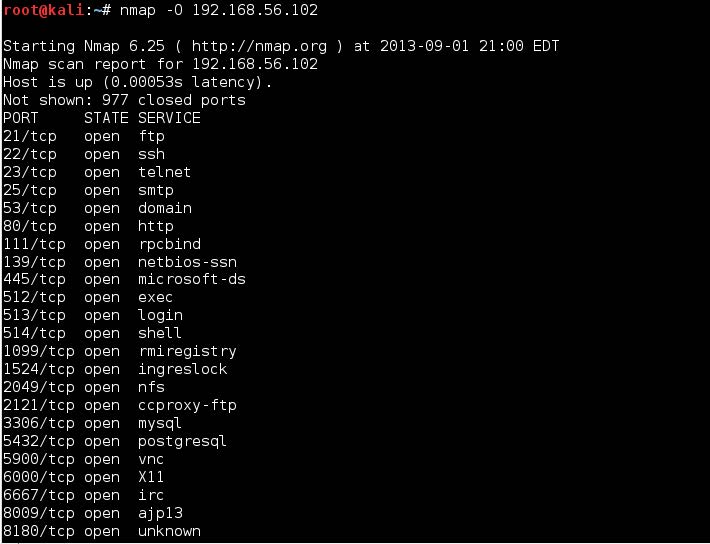 root@kali:~# nmap -O 192.168.56.102
Starting Nmap 6.25 ( http://nmap.org ) at 2013-09-01 21:00 EDT
Nmap scan report for 192.168.56.102
Host is up (0.00053s latency).
Not shown: 977 closed ports
PORT     STATE SERVICE
21/tcp   open  ftp
22/tcp   open  ssh
23/tcp   open  telnet
25/tcp   open  smtp
53/tcp   open  domain
80/tcp   open  http
111/tcp  open  rpcbind
139/tcp  open  netbios-ssn
445/tcp  open  microsoft-ds
512/tcp  open  exec
513/tcp  open  login
514/tcp  open  shell
1099/tcp open  rmiregistry
1524/tcp open  ingreslock
2049/tcp open  nfs
2121/tcp open  ccproxy-ftp
3306/tcp open  mysql
5432/tcp open  postgresql
5900/tcp open  vnc
6000/tcp open  X11
6667/tcp open  irc
8009/tcp open  ajp13
8180/tcp open  unknown